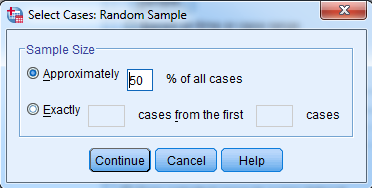 Select Cases: Random Sample
Sample Size
Approximately 50 % of all cases
Exactly cases from the first cases
Continue Cancel Help